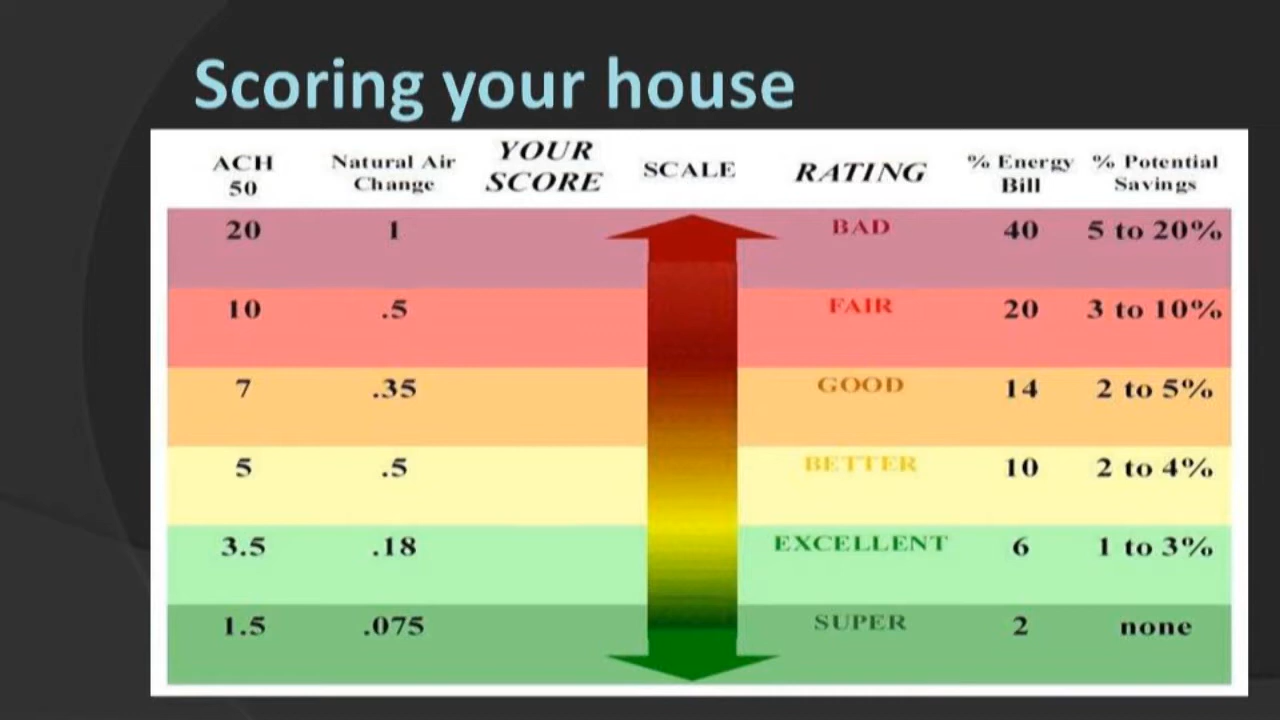 Scoring your house
ACH 50 Natural Air Change YOUR SCORE SCALE RATING % Energy Bill % Potential Savings
20 1 BAD 40 5 to 20%
10 .5 FAIR 20 3 to 10%
7 .35 GOOD 14 2 to 5%
5 .5 BETTER 10 2 to 4%
3.5 .18 EXCELLENT 6 1 to 3%
1.5 .075 SUPER 2 none